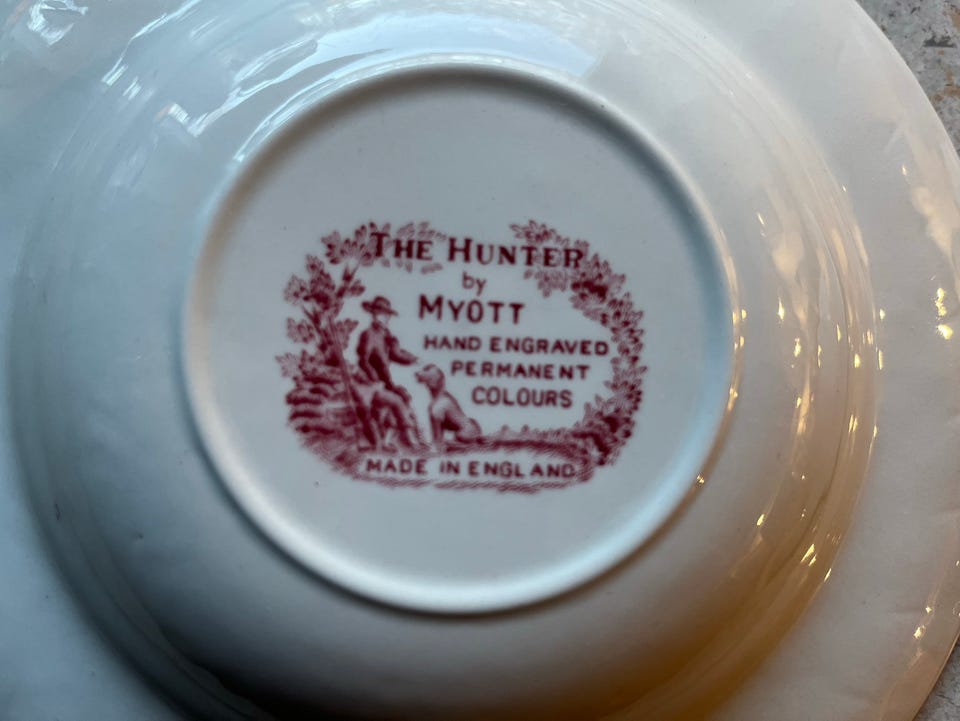 THE HUNTER
by
MYOTT
HAND ENGRAVED
PERMANENT
COLOURS
MADE IN ENGLAND